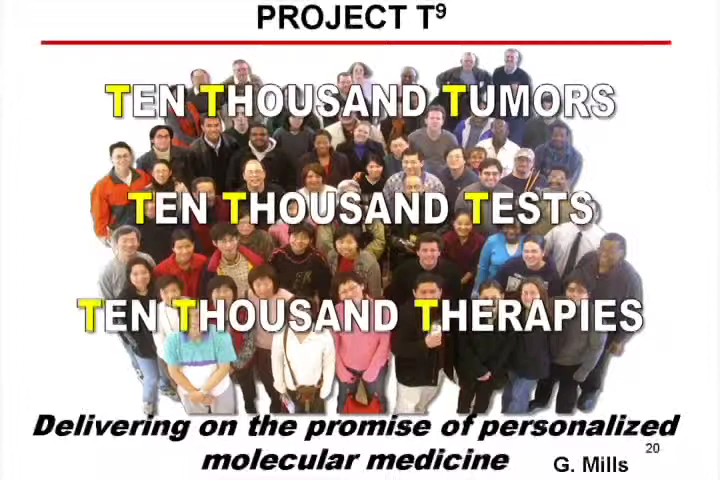 PROJECT T⁹
TEN THOUSAND TUMORS
TEN THOUSAND TESTS
TEN THOUSAND THERAPIES
Delivering on the promise of personalized
molecular medicine
20
G. Mills